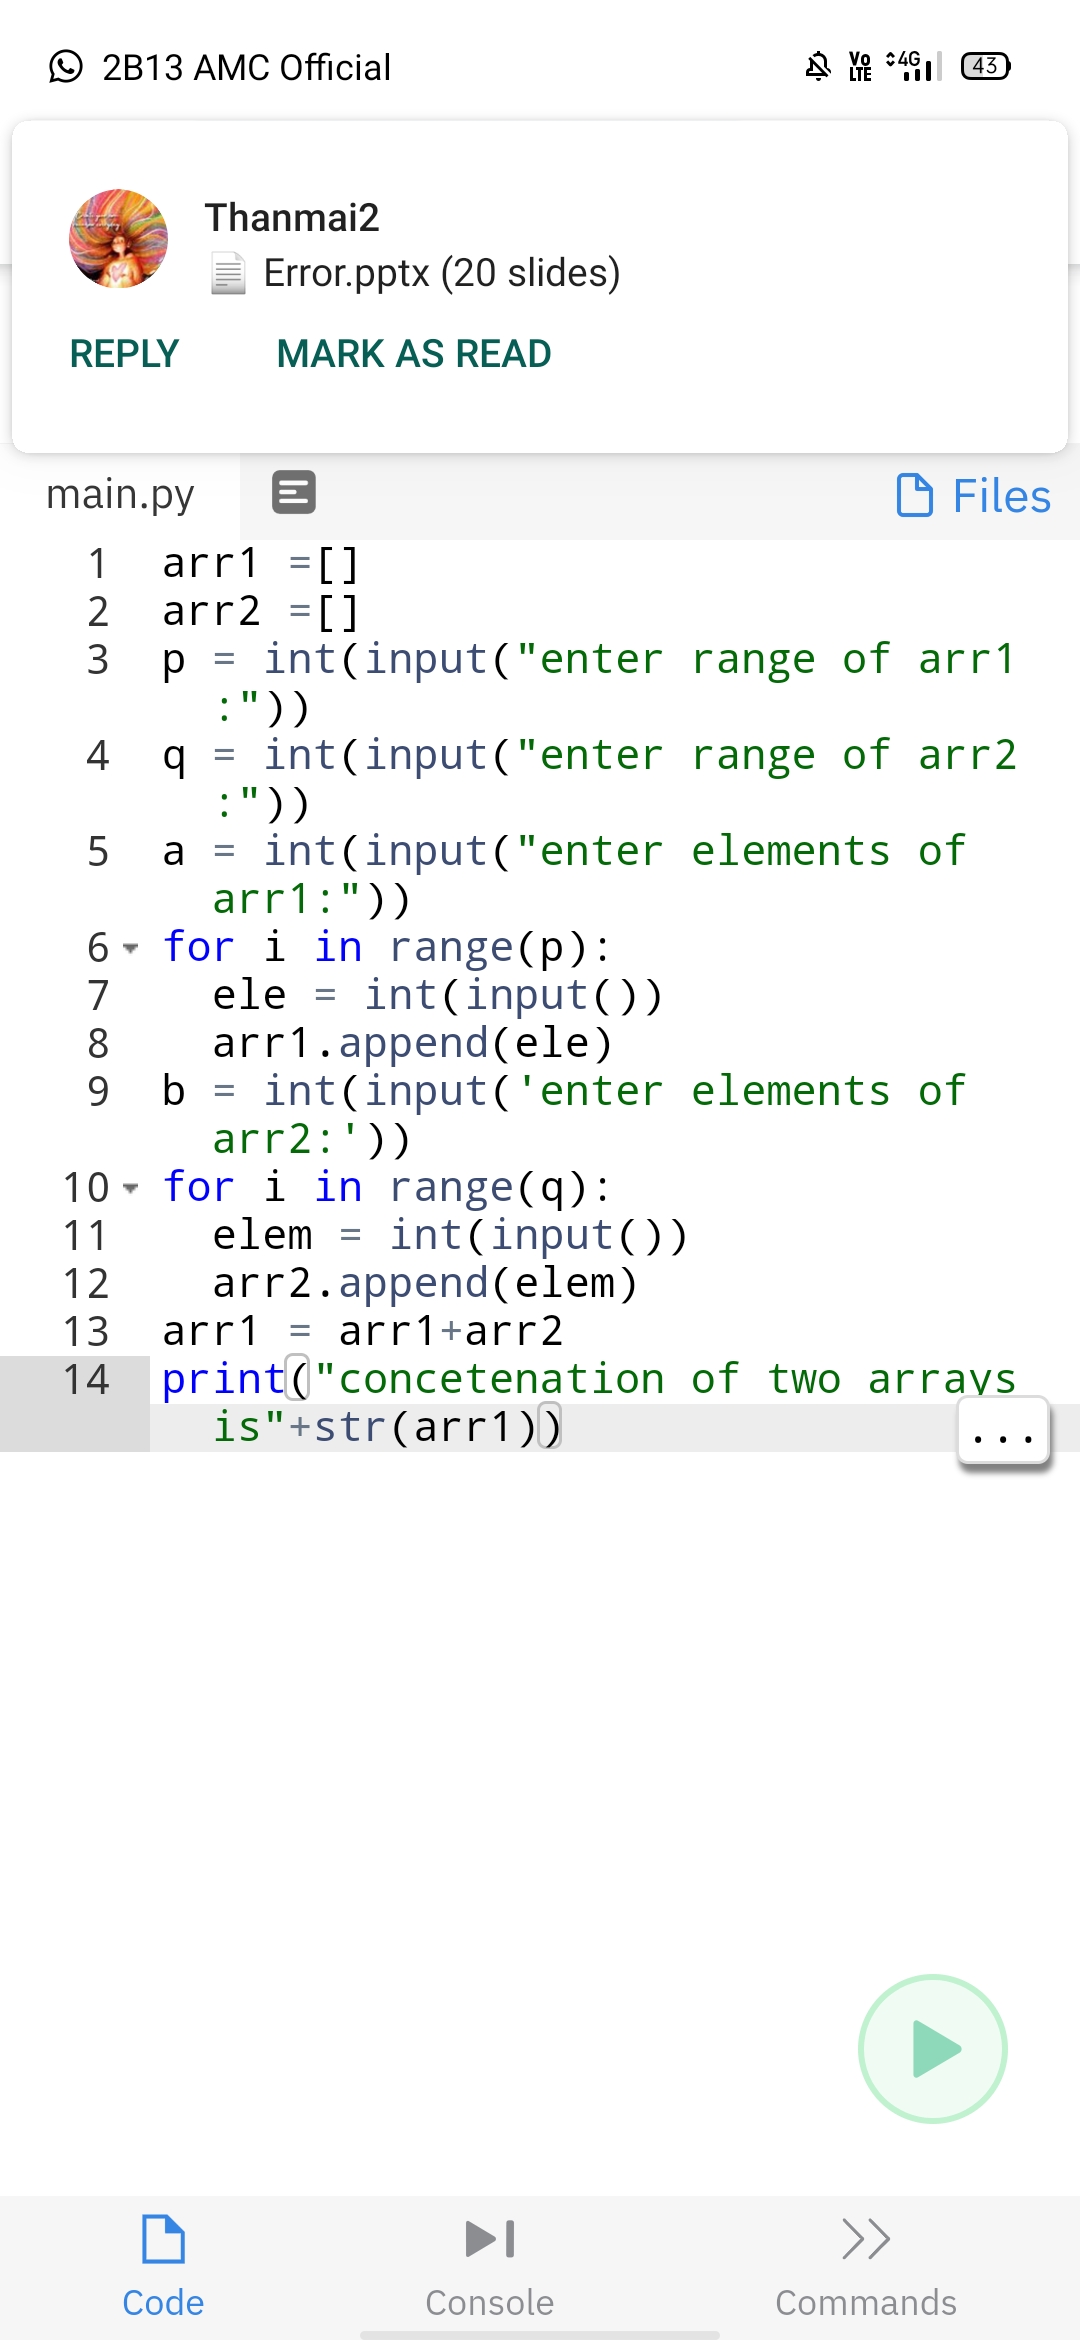 2B13 AMC Official
Vo LTE 4G 43
Thanmai2
Error.pptx (20 slides)
REPLY MARK AS READ
main.py Files
1 arr1 =[]
2 arr2 =[]
3 p = int(input("enter range of arr1
:"))
4 q = int(input("enter range of arr2
:"))
5 a = int(input("enter elements of
arr1:"))
6 for i in range(p):
7 ele = int(input())
8 arr1.append(ele)
9 b = int(input('enter elements of
arr2:'))
10 for i in range(q):
11 elem = int(input())
12 arr2.append(elem)
13 arr1 = arr1+arr2
14 print("concetenation of two arrays
is"+str(arr1))
...
Code Console Commands